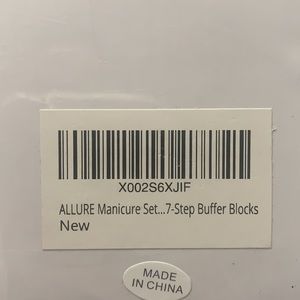 X002S6XJIF
ALLURE Manicure Set...7-Step Buffer Blocks
New
MADE
IN CHINA